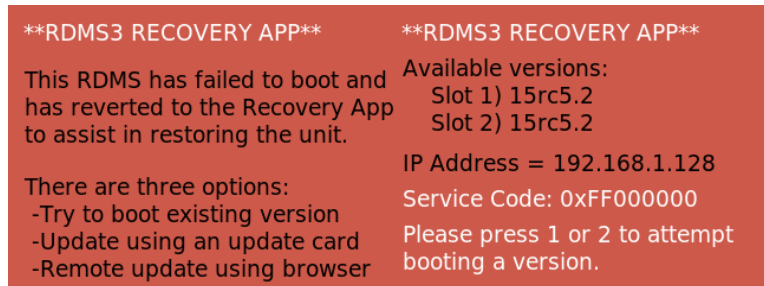 **RDMS3 RECOVERY APP**
This RDMS has failed to boot and
has reverted to the Recovery App
to assist in restoring the unit.
There are three options:
-Try to boot existing version
-Update using an update card
-Remote update using browser
**RDMS3 RECOVERY APP**
Available versions:
Slot 1) 15rc5.2
Slot 2) 15rc5.2
IP Address = 192.168.1.128
Service Code: 0xFF000000
Please press 1 or 2 to attempt
booting a version.